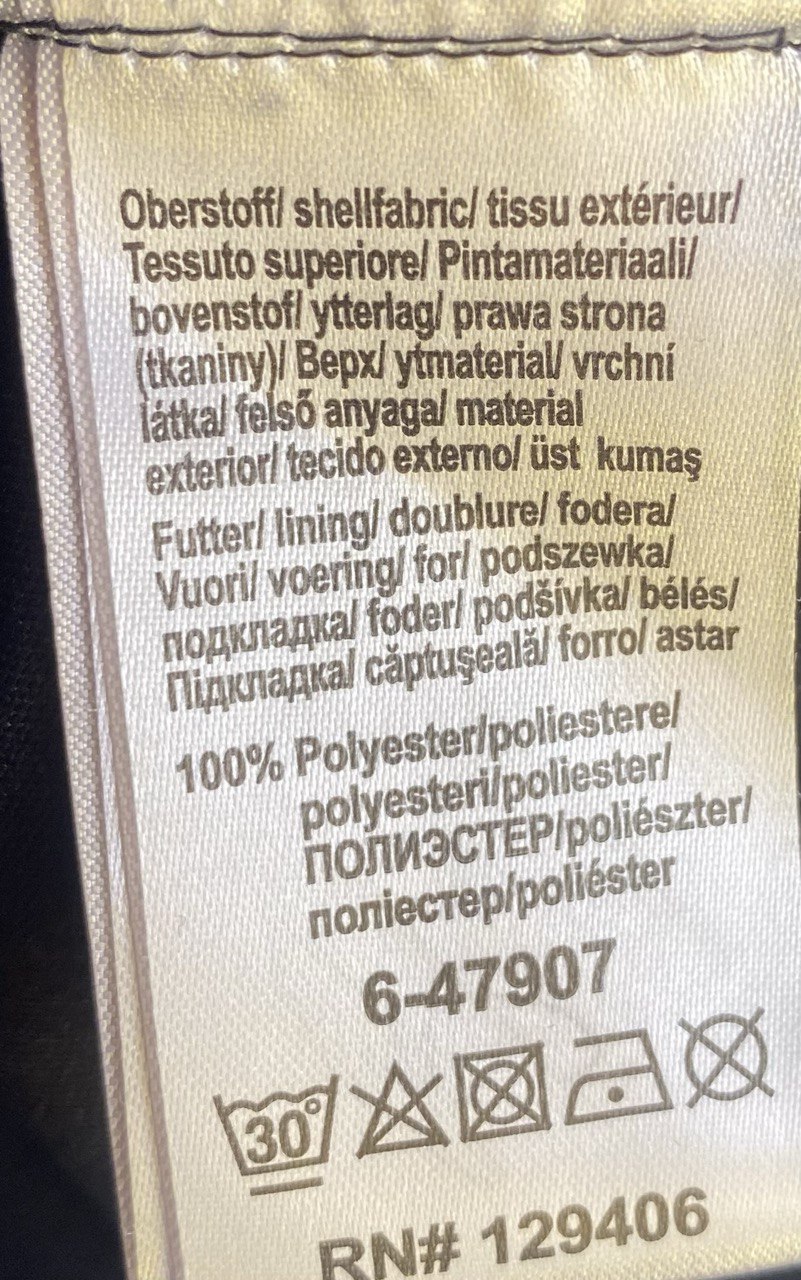 Oberstoff/ shellfabric/ tissu extérieur/
Tessuto superiore/ Pintamateriaali/
bovenstof/ ytterlag/ prawa strona
(tkaniny)/ Верх/ ytmaterial/ vrchní
látka/ felső anyaga/ material
exterior/ tecido externo/ üst kumaş
Futter/ lining/ doublure/ fodera/
Vuori/ voering/ for/ podszewka/
подкладка/ foder/ podšívka/ bélés/
Підкладка/ căptuşeală/ forro/ astar
100% Polyester/poliestere/
polyesteri/poliester/
ПОЛИЭСТЕР/poliészter/
поліестер/poliéster
6-47907
30°
RN# 129406